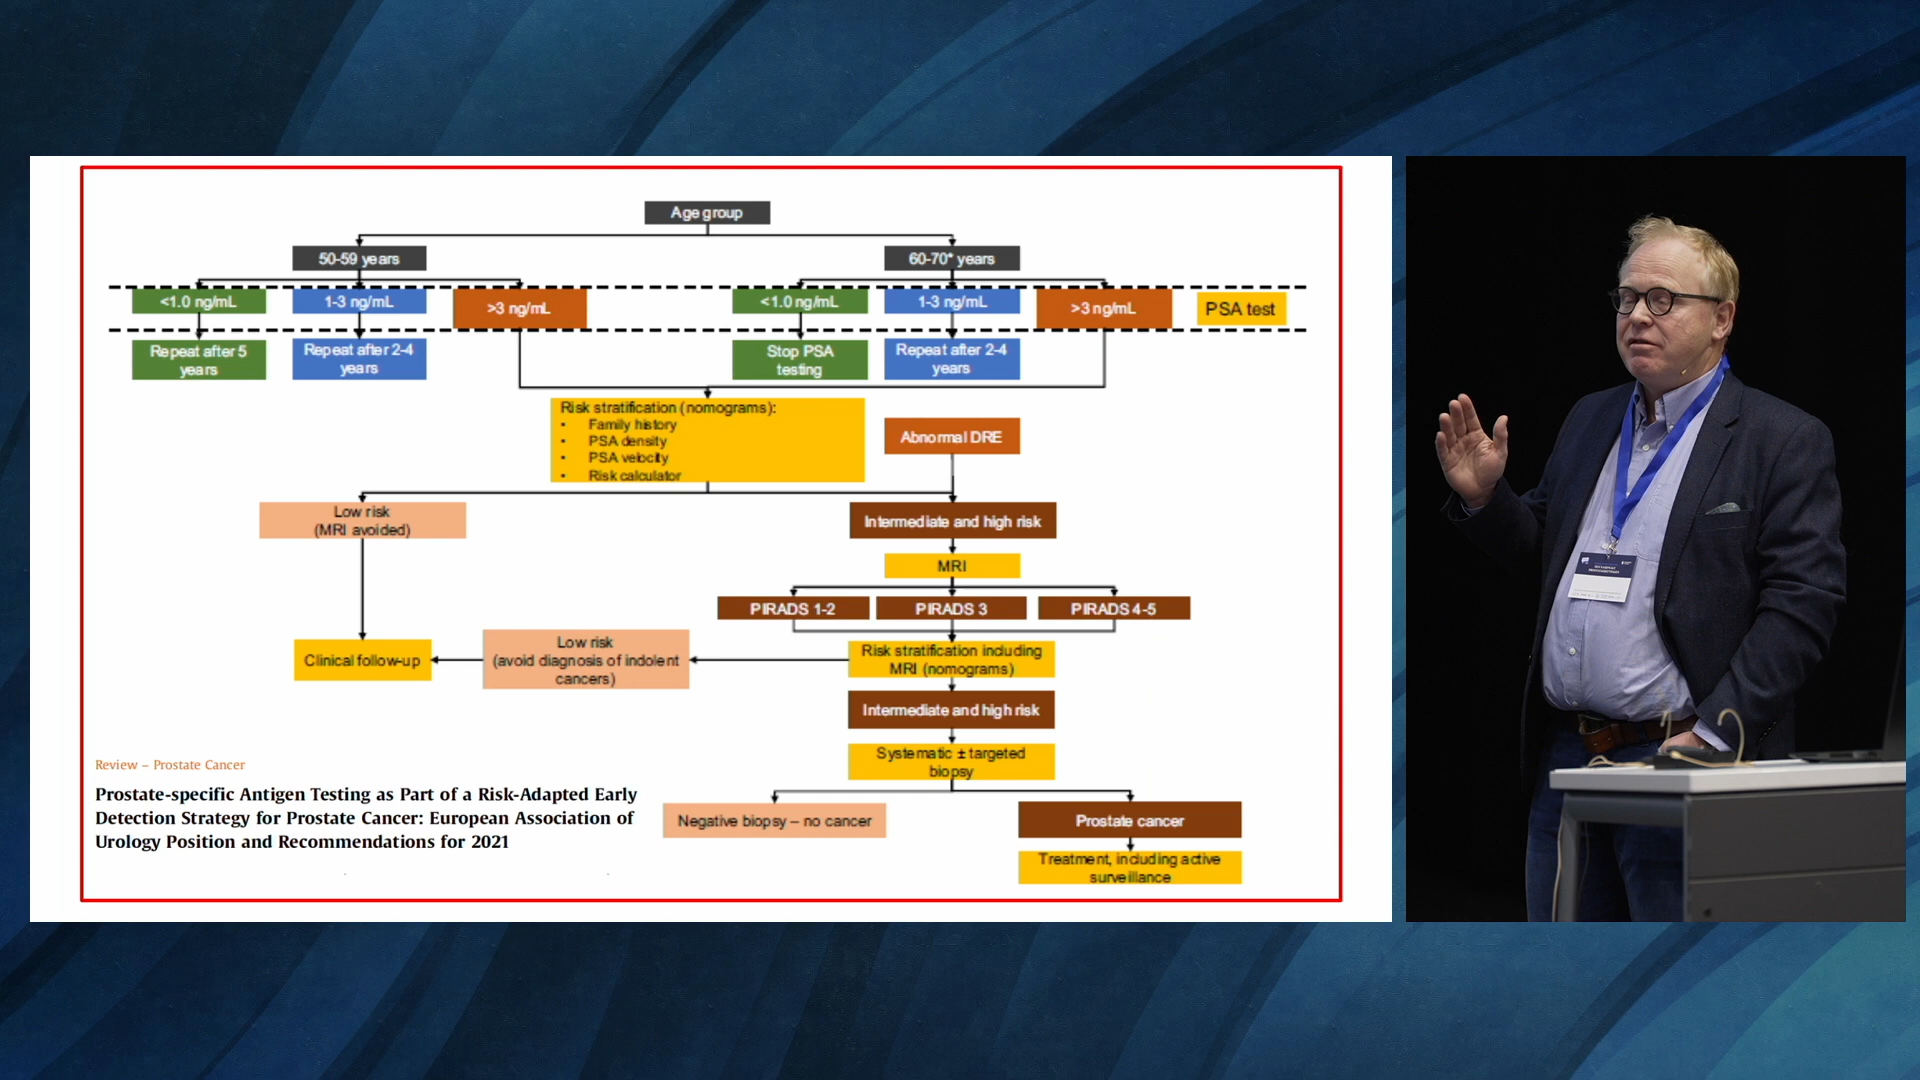 Age group
50-59 years
60-70* years
<1.0 ng/mL
1-3 ng/mL
>3 ng/mL
<1.0 ng/mL
1-3 ng/mL
>3 ng/mL
PSA test
Repeat after 5
years
Repeat after 2-4
years
Stop PSA
testing
Repeat after 2-4
years
Risk stratification (nomograms):
• Family history
• PSA density
• PSA velocity
• Risk calculator
Abnormal DRE
Low risk
(MRI avoided)
Intermediate and high risk
MRI
PIRADS 1-2
PIRADS 3
PIRADS 4-5
Clinical follow-up
Low risk
(avoid diagnosis of indolent
cancers)
Risk stratification including
MRI (nomograms)
Intermediate and high risk
Systematic ± targeted
biopsy
Negative biopsy – no cancer
Prostate cancer
Treatment, including active
surveillance
Review – Prostate Cancer
Prostate-specific Antigen Testing as Part of a Risk-Adapted Early
Detection Strategy for Prostate Cancer: European Association of
Urology Position and Recommendations for 2021